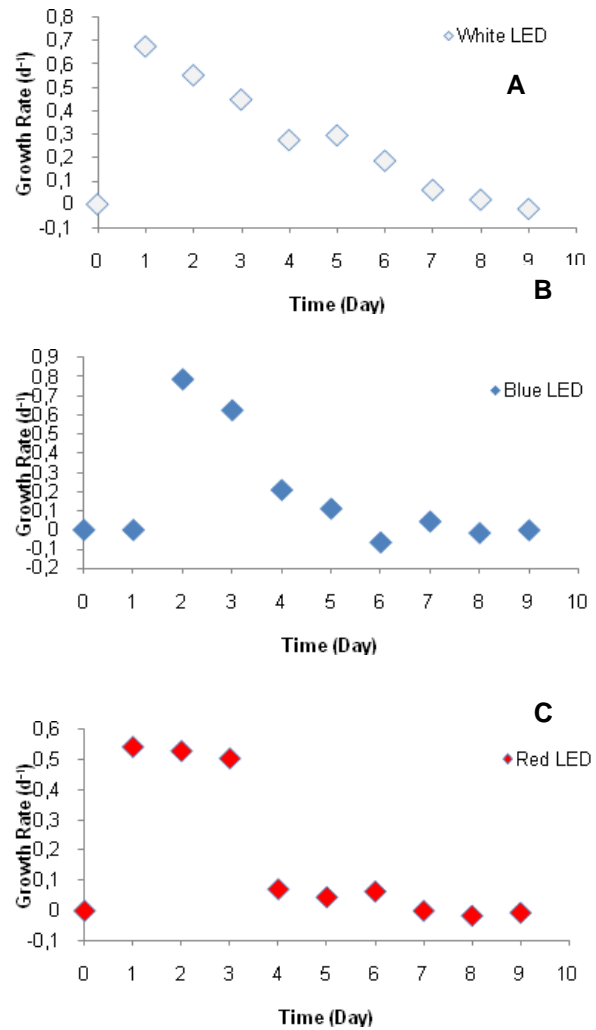 0,8
0,7
0,6
0,5
0,4
0,3
0,2
0,1
0
-0,1
Growth Rate (d⁻¹)
White LED
A
0 1 2 3 4 5 6 7 8 9 10
Time (Day)
B
0,9
0,8
0,7
0,6
0,5
0,4
0,3
0,2
0,1
0
-0,1
-0,2
Growth Rate (d⁻¹)
Blue LED
0 1 2 3 4 5 6 7 8 9 10
Time (Day)
C
0,6
0,5
0,4
0,3
0,2
0,1
0
-0,1
Growth Rate (d⁻¹)
Red LED
0 1 2 3 4 5 6 7 8 9 10
Time (Day)